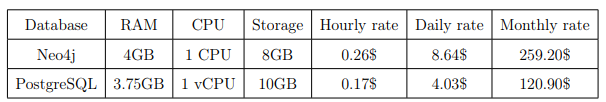 Database RAM CPU Storage Hourly rate Daily rate Monthly rate
Neo4j 4GB 1 CPU 8GB 0.26$ 8.64$ 259.20$
PostgreSQL 3.75GB 1 vCPU 10GB 0.17$ 4.03$ 120.90$